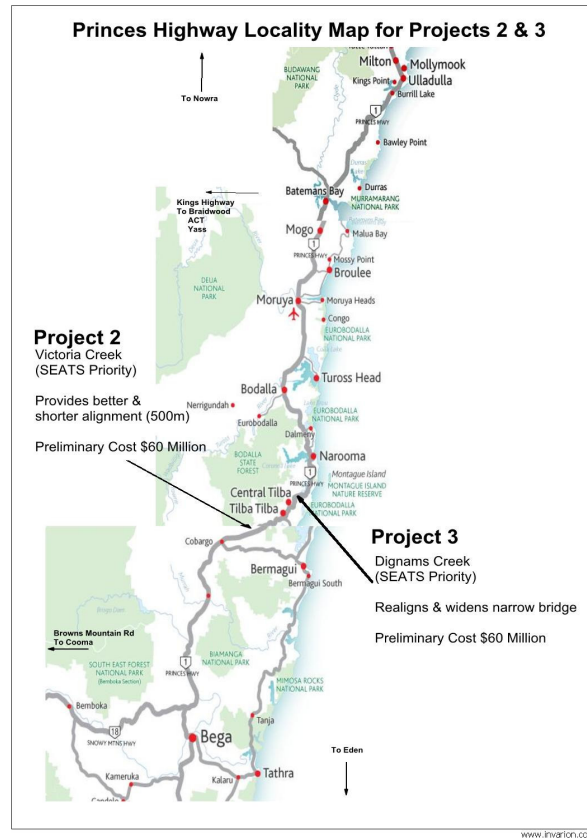 Princes Highway Locality Map for Projects 2 & 3
Milton
Mollymook
Ulladulla
Kings Point
Burrill Lake
BUDAWANG
NATIONAL
PARK
To Nowra
1
PRINCES HWY
Bawley Point
Durras
Batemans Bay
MURRAMARANG
NATIONAL PARK
Kings Highway
To Braidwood
ACT
Yass
Mogo
Malua Bay
1
PRINCES HWY
Mossy Point
Broulee
DEUA
NATIONAL
PARK
Moruya
Moruya Heads
Congo
EUROBODALLA
NATIONAL
PARK
Project 2
Victoria Creek
(SEATS Priority)
Provides better &
shorter alignment (500m)
Preliminary Cost $60 Million
Tuross Head
Bodalla
Nerrigundah
Eurobodalla
EUROBODALLA
NATIONAL
PARK
Dalmeny
BODALLA
STATE
FOREST
Narooma
1
PRINCES HWY
Montague Island
MONTAGUE ISLAND
NATURE RESERVE
Central Tilba
Tilba Tilba
EUROBODALLA
NATIONAL PARK
Project 3
Dignams Creek
(SEATS Priority)
Realigns & widens narrow bridge
Preliminary Cost $60 Million
Cobargo
Bermagui
Bermagui South
Browns Mountain Rd
To Cooma
SOUTH EAST FOREST
NATIONAL PARK
(Bemboka Section)
1
PRINCES HWY
BIAMANGA
NATIONAL
PARK
MIMOSA ROCKS
NATIONAL PARK
Bemboka
18
SNOWY MTNS HWY
Tanja
Bega
To Eden
Kameruka
Kalaru
Tathra
www.invarion.co